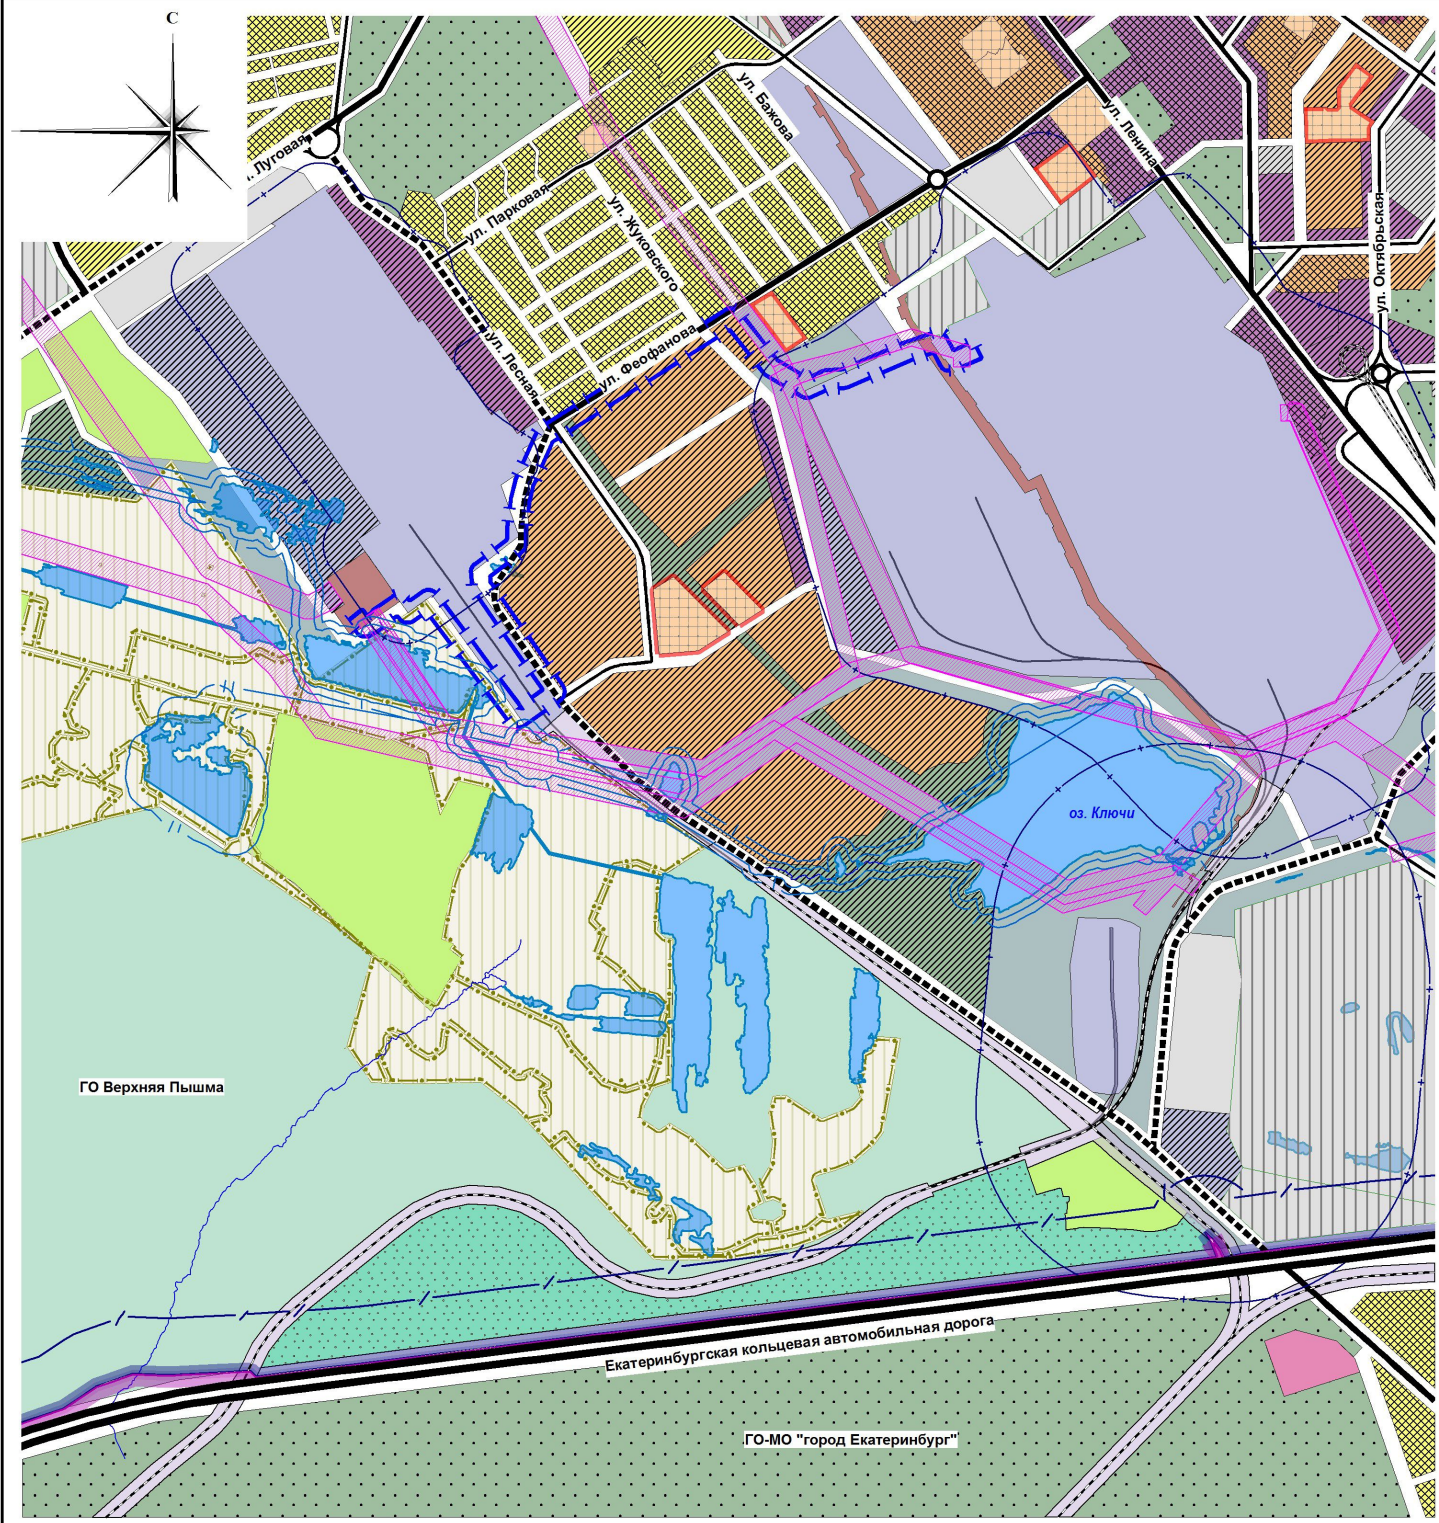 С
ул. Бажова
ул. Ленина
Луговая
ул. Парковая
ул. Жуковского
ул. Октябрьская
ул. Лесная
ул. Феофанова
оз. Ключи
ГО Верхняя Пышма
Екатеринбургская кольцевая автомобильная дорога
ГО-МО "город Екатеринбург"